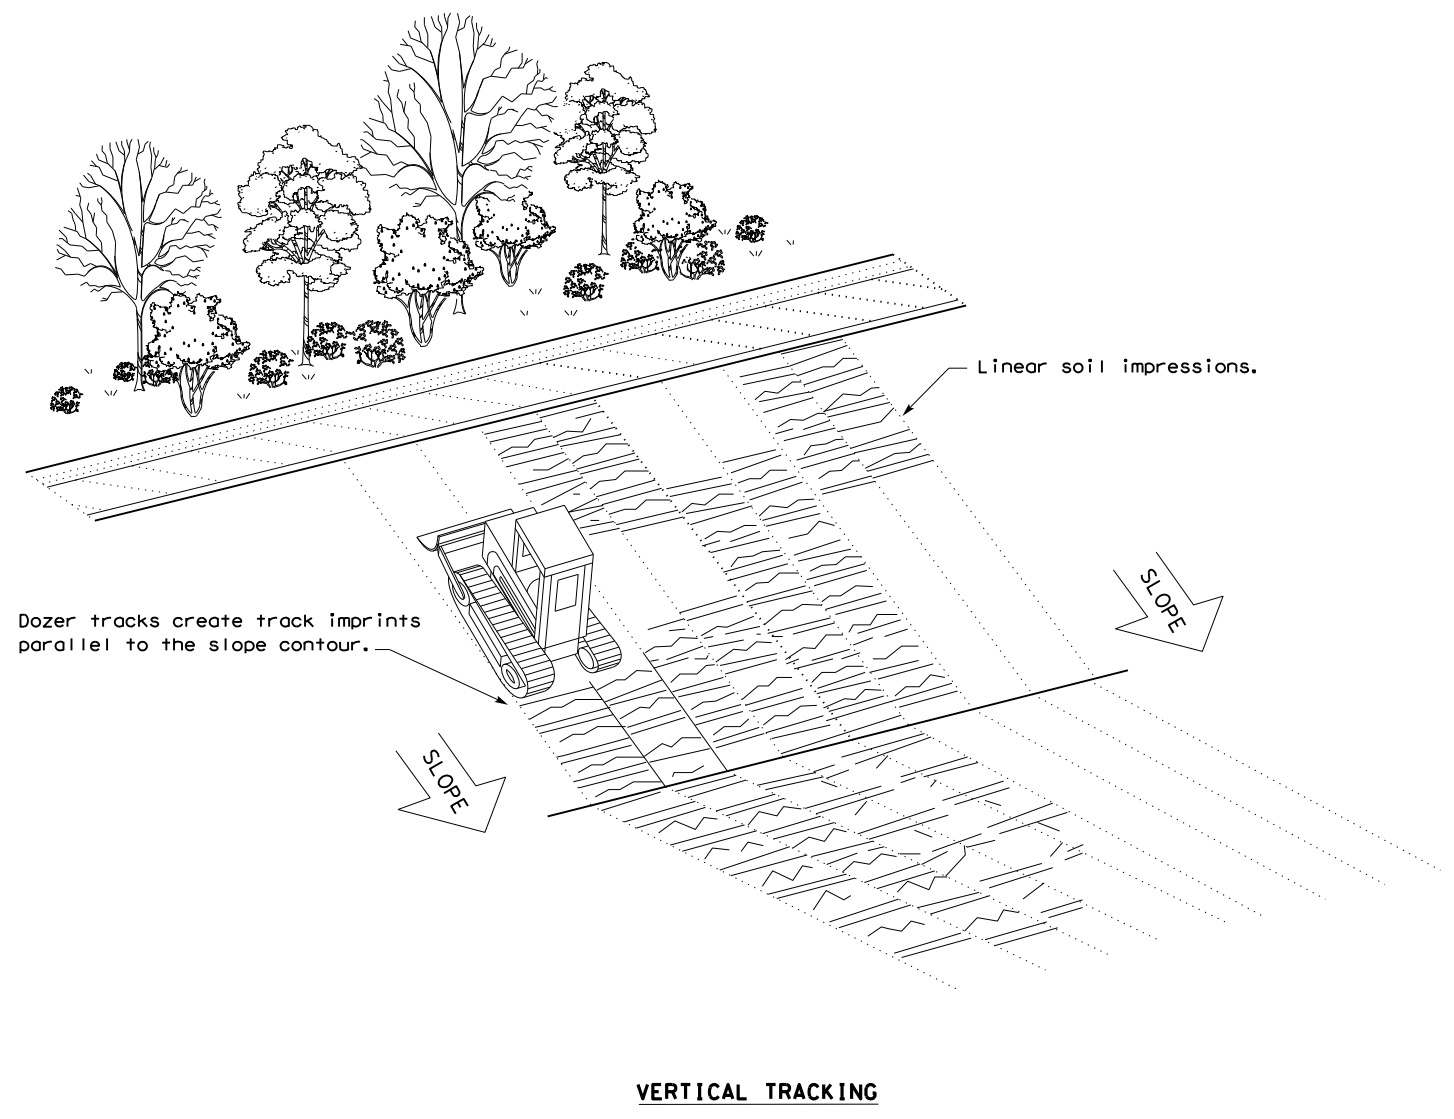 Linear soil impressions.
SLOPE
Dozer tracks create track imprints
parallel to the slope contour.
SLOPE
VERTICAL TRACKING